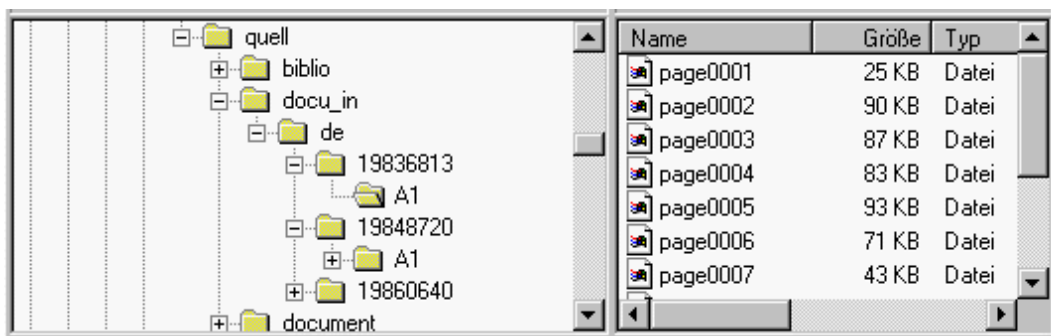 quell
biblio
docu_in
de
19836813
A1
19848720
A1
19860640
document
Name Größe Typ
page0001 25 KB Datei
page0002 90 KB Datei
page0003 87 KB Datei
page0004 83 KB Datei
page0005 93 KB Datei
page0006 71 KB Datei
page0007 43 KB Datei